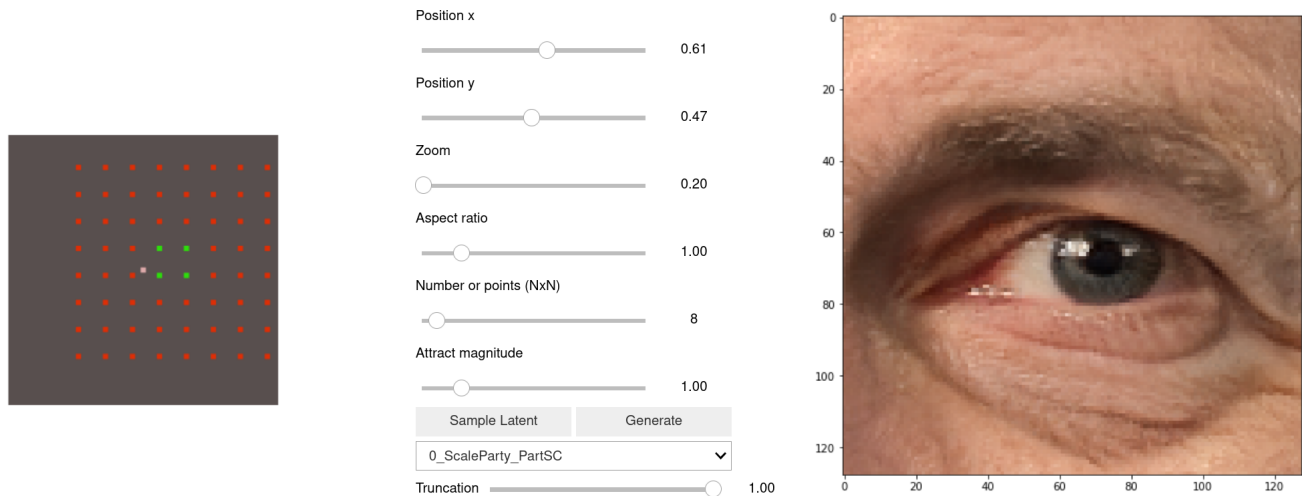 Position x
0.61
Position y
0.47
Zoom
0.20
Aspect ratio
1.00
Number or points (NxN)
8
Attract magnitude
1.00
Sample Latent Generate
0_ScaleParty_PartSC
Truncation 1.00
0
20
40
60
80
100
120
0 20 40 60 80 100 120